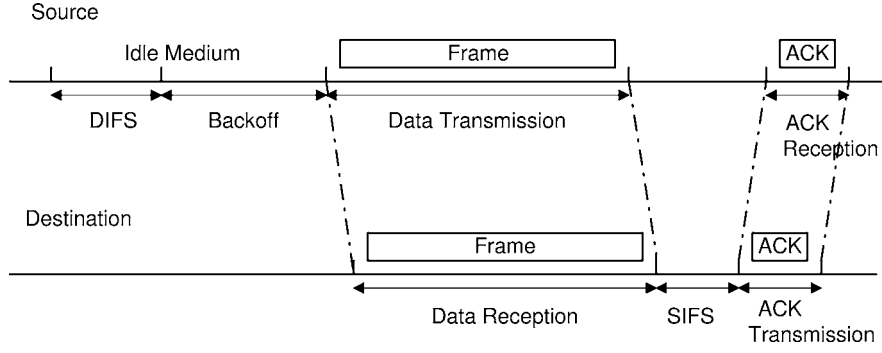 Source
Idle Medium
Frame
ACK
DIFS
Backoff
Data Transmission
ACK
Reception
Destination
Frame
ACK
Data Reception
SIFS
ACK
Transmission